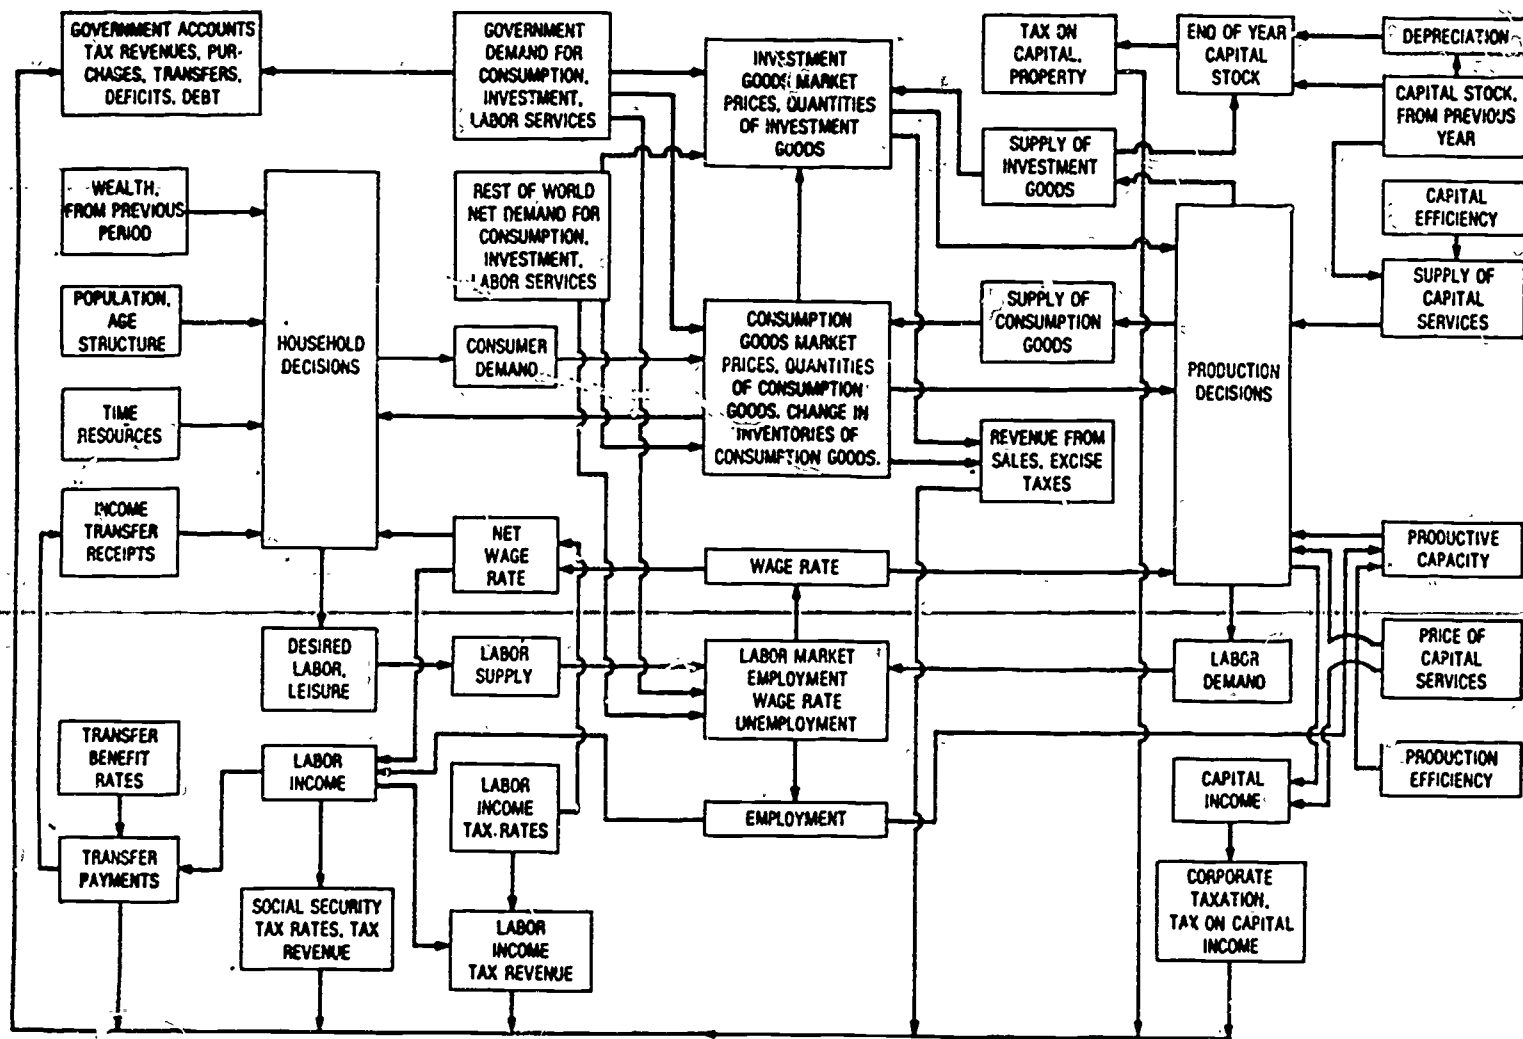 GOVERNMENT ACCOUNTS
TAX REVENUES, PUR-
CHASES, TRANSFERS,
DEFICITS, DEBT
GOVERNMENT
DEMAND FOR
CONSUMPTION,
INVESTMENT,
LABOR SERVICES
INVESTMENT
GOODS MARKET
PRICES, QUANTITIES
OF INVESTMENT
GOODS
TAX ON
CAPITAL,
PROPERTY
END OF YEAR
CAPITAL
STOCK
DEPRECIATION
CAPITAL STOCK,
FROM PREVIOUS
YEAR
SUPPLY OF
INVESTMENT
GOODS
WEALTH,
FROM PREVIOUS
PERIOD
REST OF WORLD
NET DEMAND FOR
CONSUMPTION,
INVESTMENT,
LABOR SERVICES
CAPITAL
EFFICIENCY
SUPPLY OF
CAPITAL
SERVICES
POPULATION,
AGE
STRUCTURE
HOUSEHOLD
DECISIONS
CONSUMER
DEMAND
CONSUMPTION
GOODS MARKET
PRICES, QUANTITIES
OF CONSUMPTION
GOODS. CHANGE IN
INVENTORIES OF
CONSUMPTION GOODS.
SUPPLY OF
CONSUMPTION
GOODS
PRODUCTION
DECISIONS
TIME
RESOURCES
REVENUE FROM
SALES, EXCISE
TAXES
INCOME
TRANSFER
RECEIPTS
NET
WAGE
RATE
WAGE RATE
PRODUCTIVE
CAPACITY
DESIRED
LABOR,
LEISURE
LABOR
SUPPLY
LABOR MARKET
EMPLOYMENT
WAGE RATE
UNEMPLOYMENT
LABOR
DEMAND
PRICE OF
CAPITAL
SERVICES
TRANSFER
BENEFIT
RATES
LABOR
INCOME
LABOR
INCOME
TAX RATES
EMPLOYMENT
CAPITAL
INCOME
PRODUCTION
EFFICIENCY
TRANSFER
PAYMENTS
SOCIAL SECURITY
TAX RATES, TAX
REVENUE
LABOR
INCOME
TAX REVENUE
CORPORATE
TAXATION,
TAX ON CAPITAL
INCOME